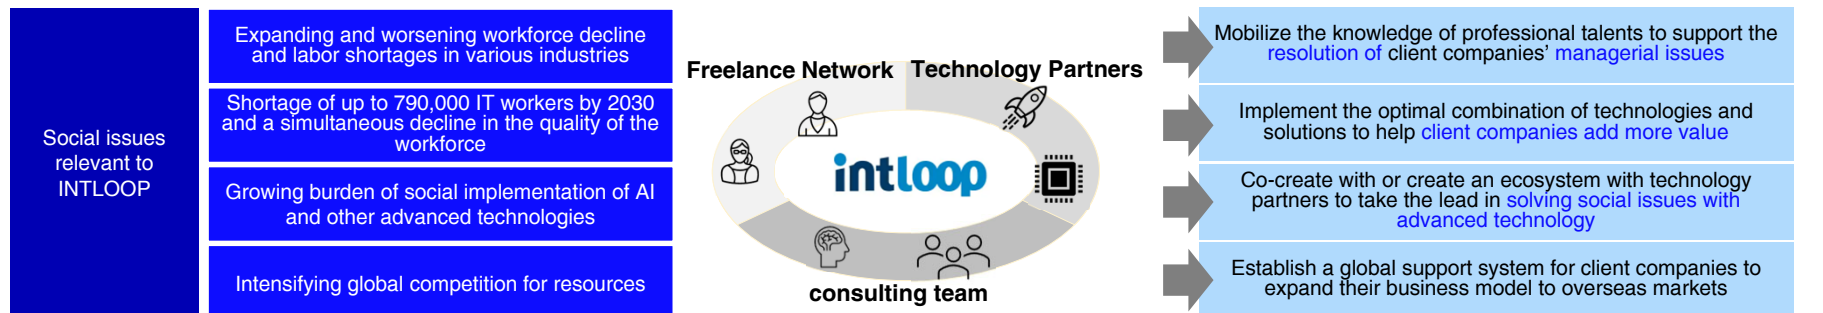 Social issues
relevant to
INTLOOP
Expanding and worsening workforce decline
and labor shortages in various industries
Shortage of up to 790,000 IT workers by 2030
and a simultaneous decline in the quality of the
workforce
Growing burden of social implementation of AI
and other advanced technologies
Intensifying global competition for resources
Freelance Network
Technology Partners
intloop
consulting team
Mobilize the knowledge of professional talents to support the
resolution of client companies’ managerial issues
Implement the optimal combination of technologies and
solutions to help client companies add more value
Co-create with or create an ecosystem with technology
partners to take the lead in solving social issues with
advanced technology
Establish a global support system for client companies to
expand their business model to overseas markets